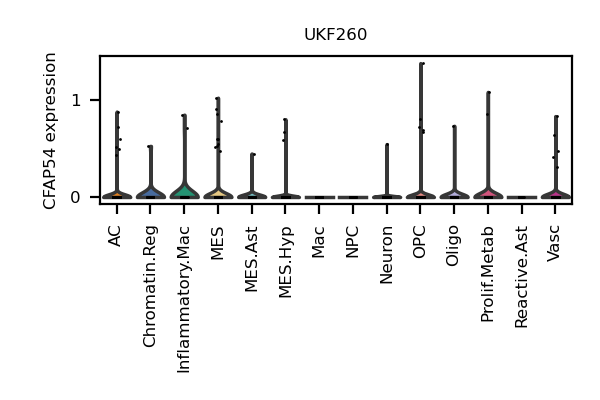 UKF260
CFAP54 expression
1
0
AC
Chromatin.Reg
Inflammatory.Mac
MES
MES.Ast
MES.Hyp
Mac
NPC
Neuron
OPC
Oligo
Prolif.Metab
Reactive.Ast
Vasc